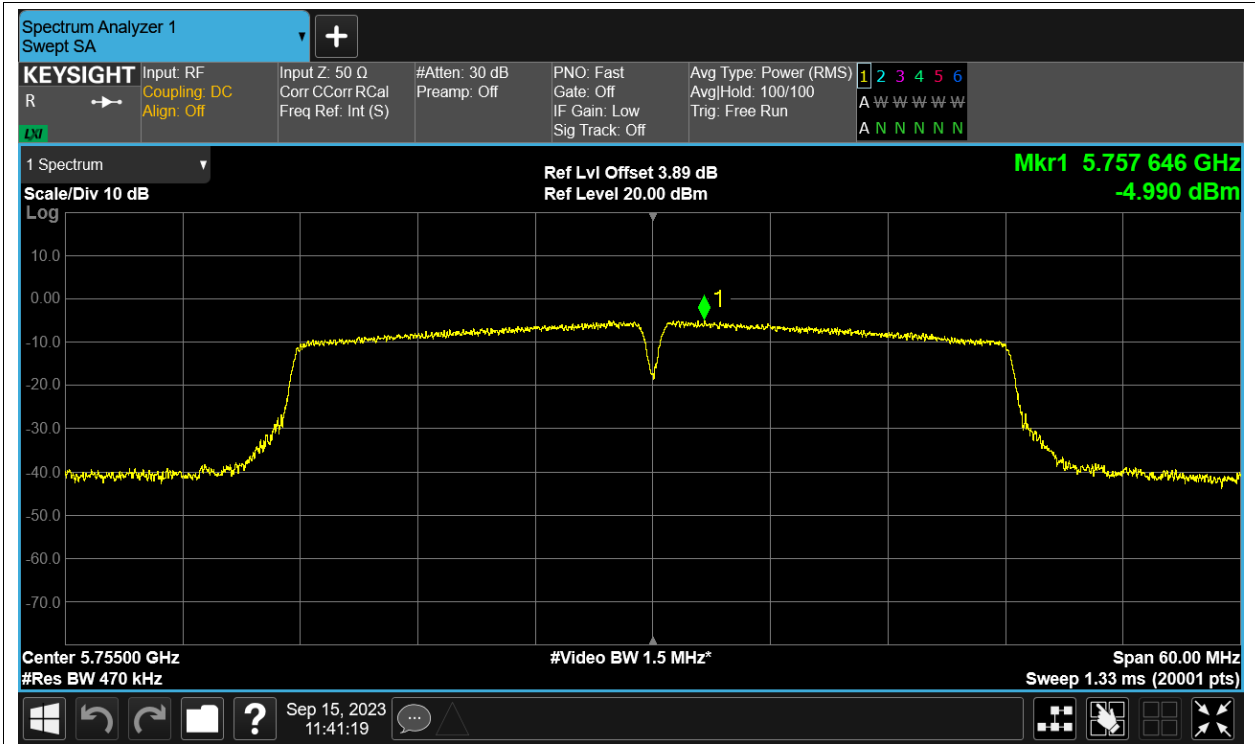 Spectrum Analyzer 1
Swept SA
KEYSIGHT
R
LXI
Input: RF
Coupling: DC
Align: Off
Input Z: 50 Ω
Corr CCorr RCal
Freq Ref: Int (S)
#Atten: 30 dB
Preamp: Off
PNO: Fast
Gate: Off
IF Gain: Low
Sig Track: Off
Avg Type: Power (RMS)
Avg|Hold: 100/100
Trig: Free Run
1 2 3 4 5 6
A W W W W W
A N N N N N
1 Spectrum
Scale/Div 10 dB
Log
Ref Lvl Offset 3.89 dB
Ref Level 20.00 dBm
Mkr1 5.757 646 GHz
-4.990 dBm
10.0
0.00
1
-10.0
-20.0
-30.0
-40.0
-50.0
-60.0
-70.0
Center 5.75500 GHz
#Res BW 470 kHz
#Video BW 1.5 MHz*
Span 60.00 MHz
Sweep 1.33 ms (20001 pts)
?
Sep 15, 2023
11:41:19